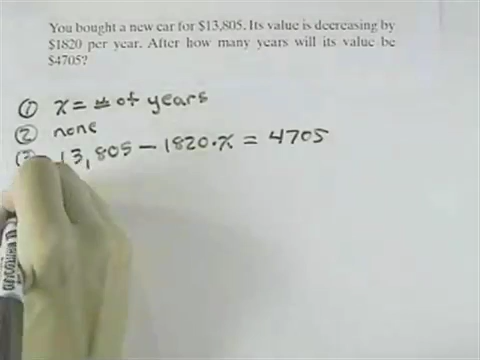 You bought a new car for $13,805. Its value is decreasing by
$1820 per year. After how many years will its value be
$4705?
① x = # of years
② none
③ 13,805 - 1820·x = 4705